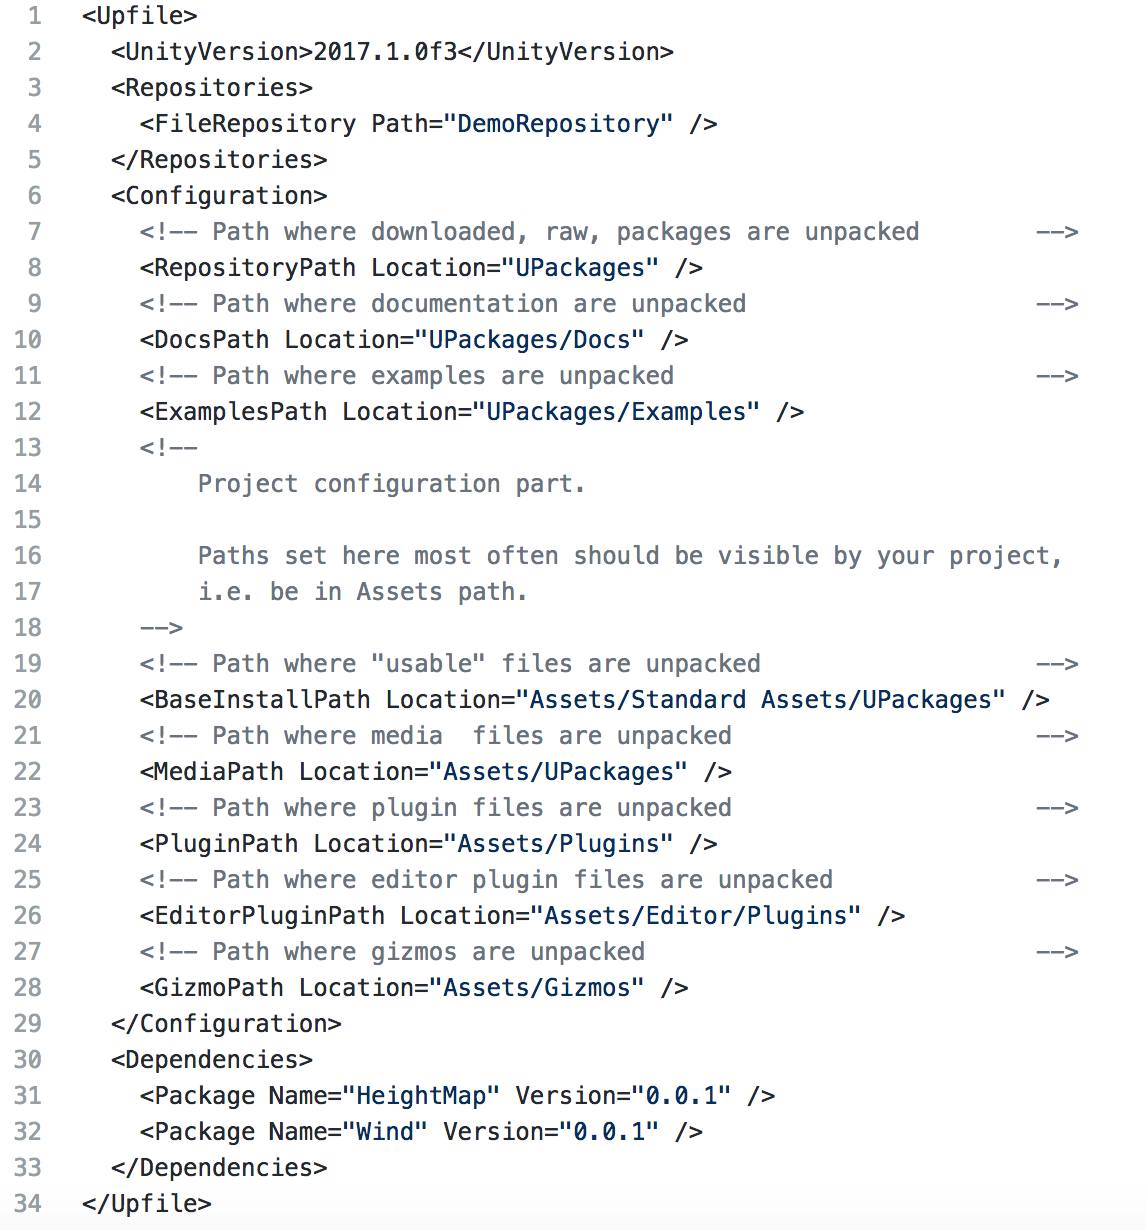 1 <Upfile>
2   <UnityVersion>2017.1.0f3</UnityVersion>
3   <Repositories>
4     <FileRepository Path="DemoRepository" />
5   </Repositories>
6   <Configuration>
7     <!-- Path where downloaded, raw, packages are unpacked        -->
8     <RepositoryPath Location="UPackages" />
9     <!-- Path where documentation are unpacked                    -->
10     <DocsPath Location="UPackages/Docs" />
11     <!-- Path where examples are unpacked                         -->
12     <ExamplesPath Location="UPackages/Examples" />
13     <!--
14         Project configuration part.
15
16         Paths set here most often should be visible by your project,
17         i.e. be in Assets path.
18     -->
19     <!-- Path where "usable" files are unpacked                   -->
20     <BaseInstallPath Location="Assets/Standard Assets/UPackages" />
21     <!-- Path where media  files are unpacked                     -->
22     <MediaPath Location="Assets/UPackages" />
23     <!-- Path where plugin files are unpacked                     -->
24     <PluginPath Location="Assets/Plugins" />
25     <!-- Path where editor plugin files are unpacked              -->
26     <EditorPluginPath Location="Assets/Editor/Plugins" />
27     <!-- Path where gizmos are unpacked                           -->
28     <GizmoPath Location="Assets/Gizmos" />
29   </Configuration>
30   <Dependencies>
31     <Package Name="HeightMap" Version="0.0.1" />
32     <Package Name="Wind" Version="0.0.1" />
33   </Dependencies>
34 </Upfile>